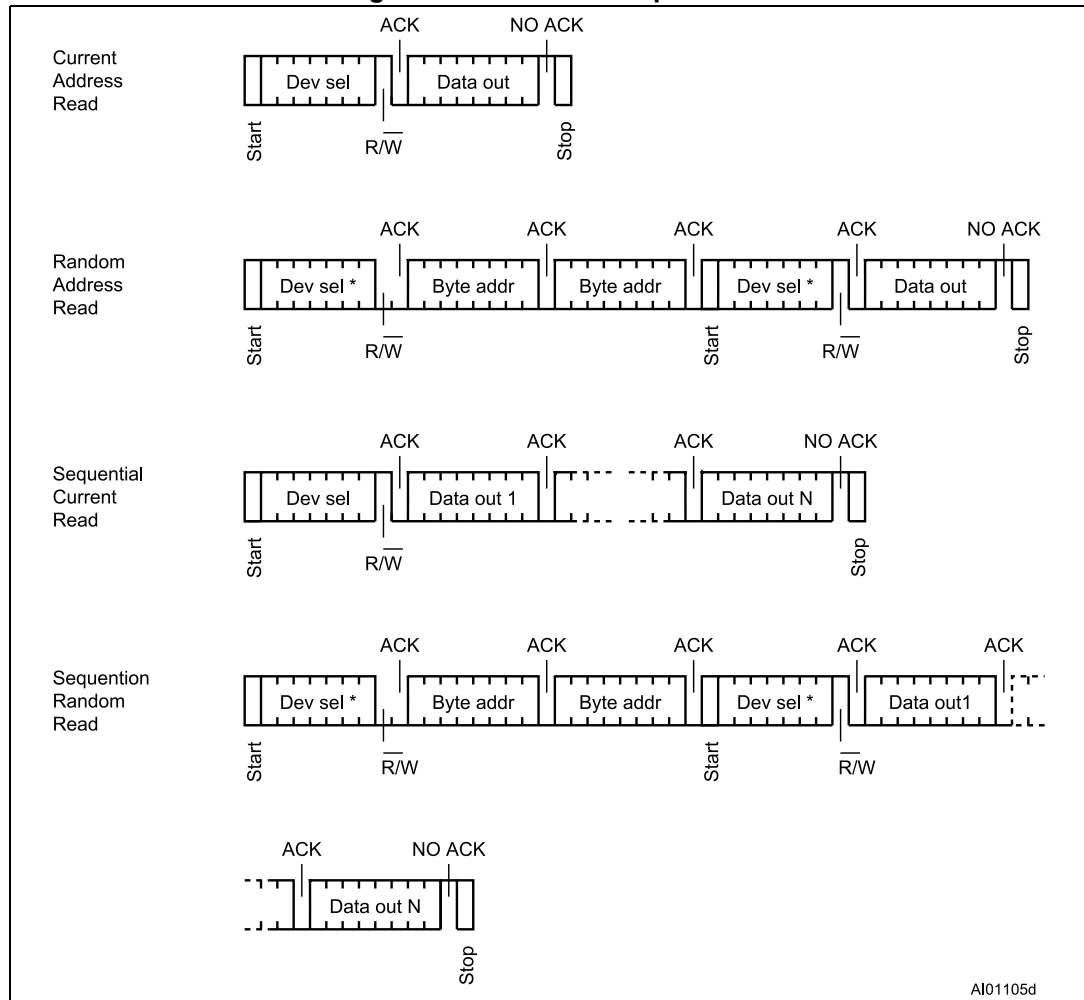 ACK NO ACK
Current
Address
Read
Dev sel Data out
Start R/W Stop
ACK ACK ACK ACK NO ACK
Random
Address
Read
Dev sel * Byte addr Byte addr Dev sel * Data out
Start R/W Start R/W Stop
ACK ACK ACK NO ACK
Sequential
Current
Read
Dev sel Data out 1 Data out N
Start R/W Stop
ACK ACK ACK ACK ACK
Sequention
Random
Read
Dev sel * Byte addr Byte addr Dev sel * Data out1
Start R/W Start R/W
ACK NO ACK
Data out N
Stop
AI01105d